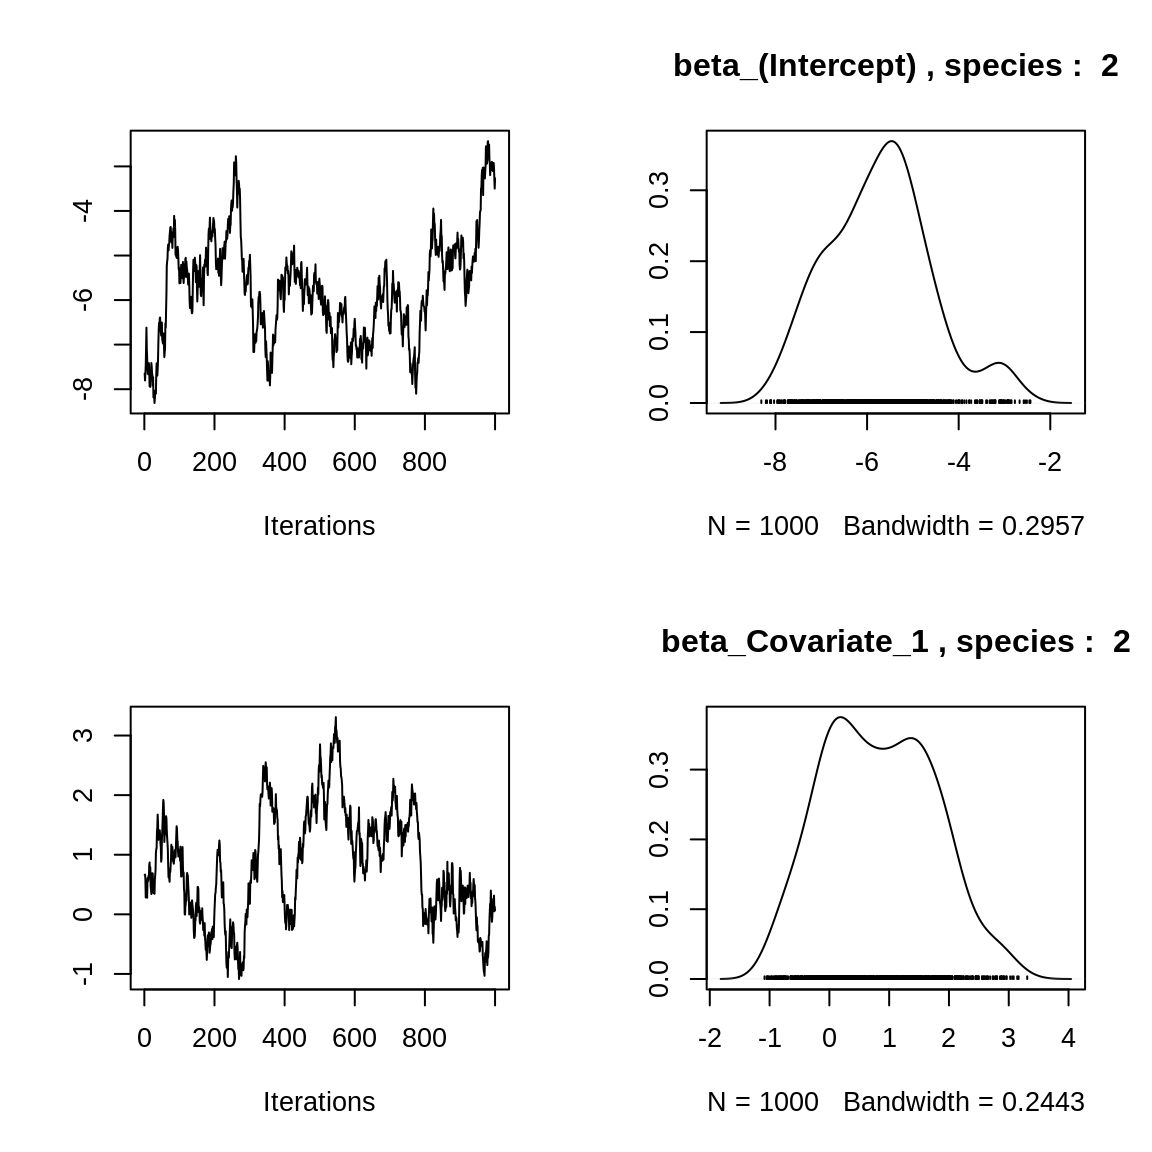 beta_(Intercept) , species :  2
-4
-6
-8
0 200 400 600 800
Iterations
0.3
0.2
0.1
0.0
-8 -6 -4 -2
N = 1000   Bandwidth = 0.2957
beta_Covariate_1 , species :  2
3
2
1
0
-1
0 200 400 600 800
Iterations
0.3
0.2
0.1
0.0
-2 -1 0 1 2 3 4
N = 1000   Bandwidth = 0.2443